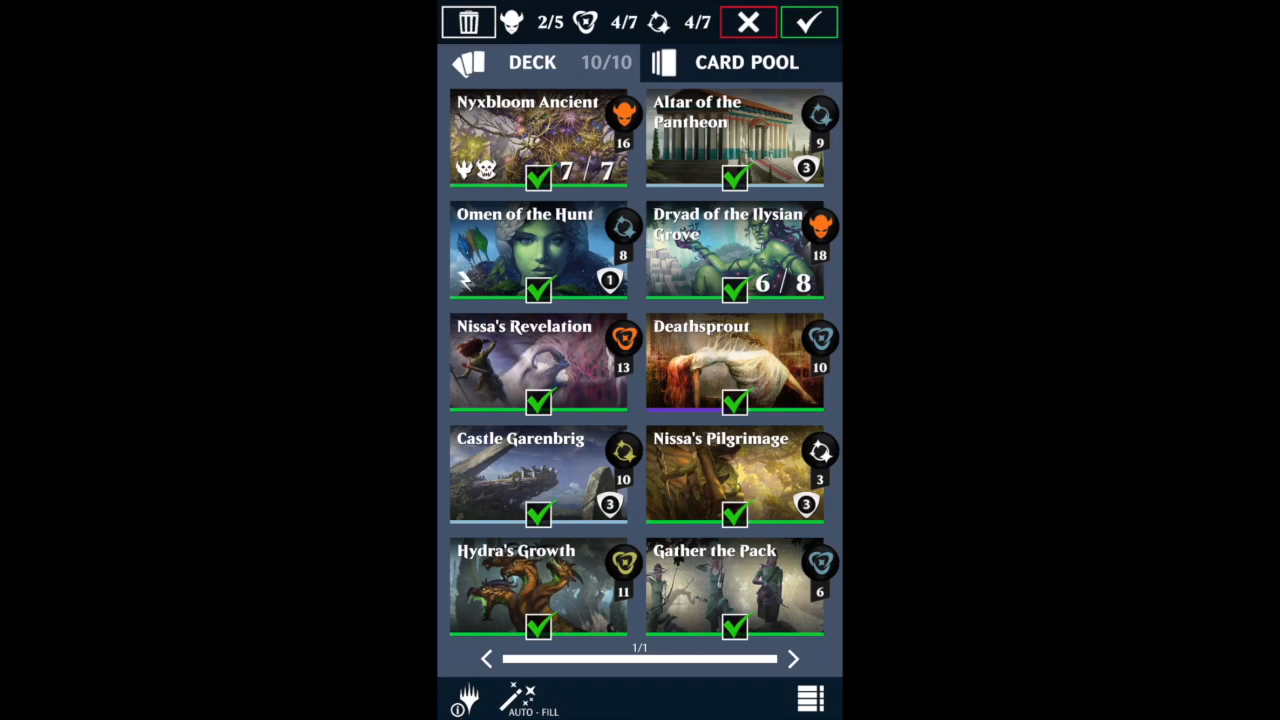 2/5 4/7 4/7
DECK 10/10 CARD POOL
Nyxbloom Ancient
16
7 / 7
Altar of the
Pantheon
9
3
Omen of the Hunt
8
1
Dryad of the Ilysian
Grove
18
6 / 8
Nissa's Revelation
13
Deathsprout
10
Castle Garenbrig
10
3
Nissa's Pilgrimage
3
3
Hydra's Growth
11
Gather the Pack
6
1/1
AUTO - FILL